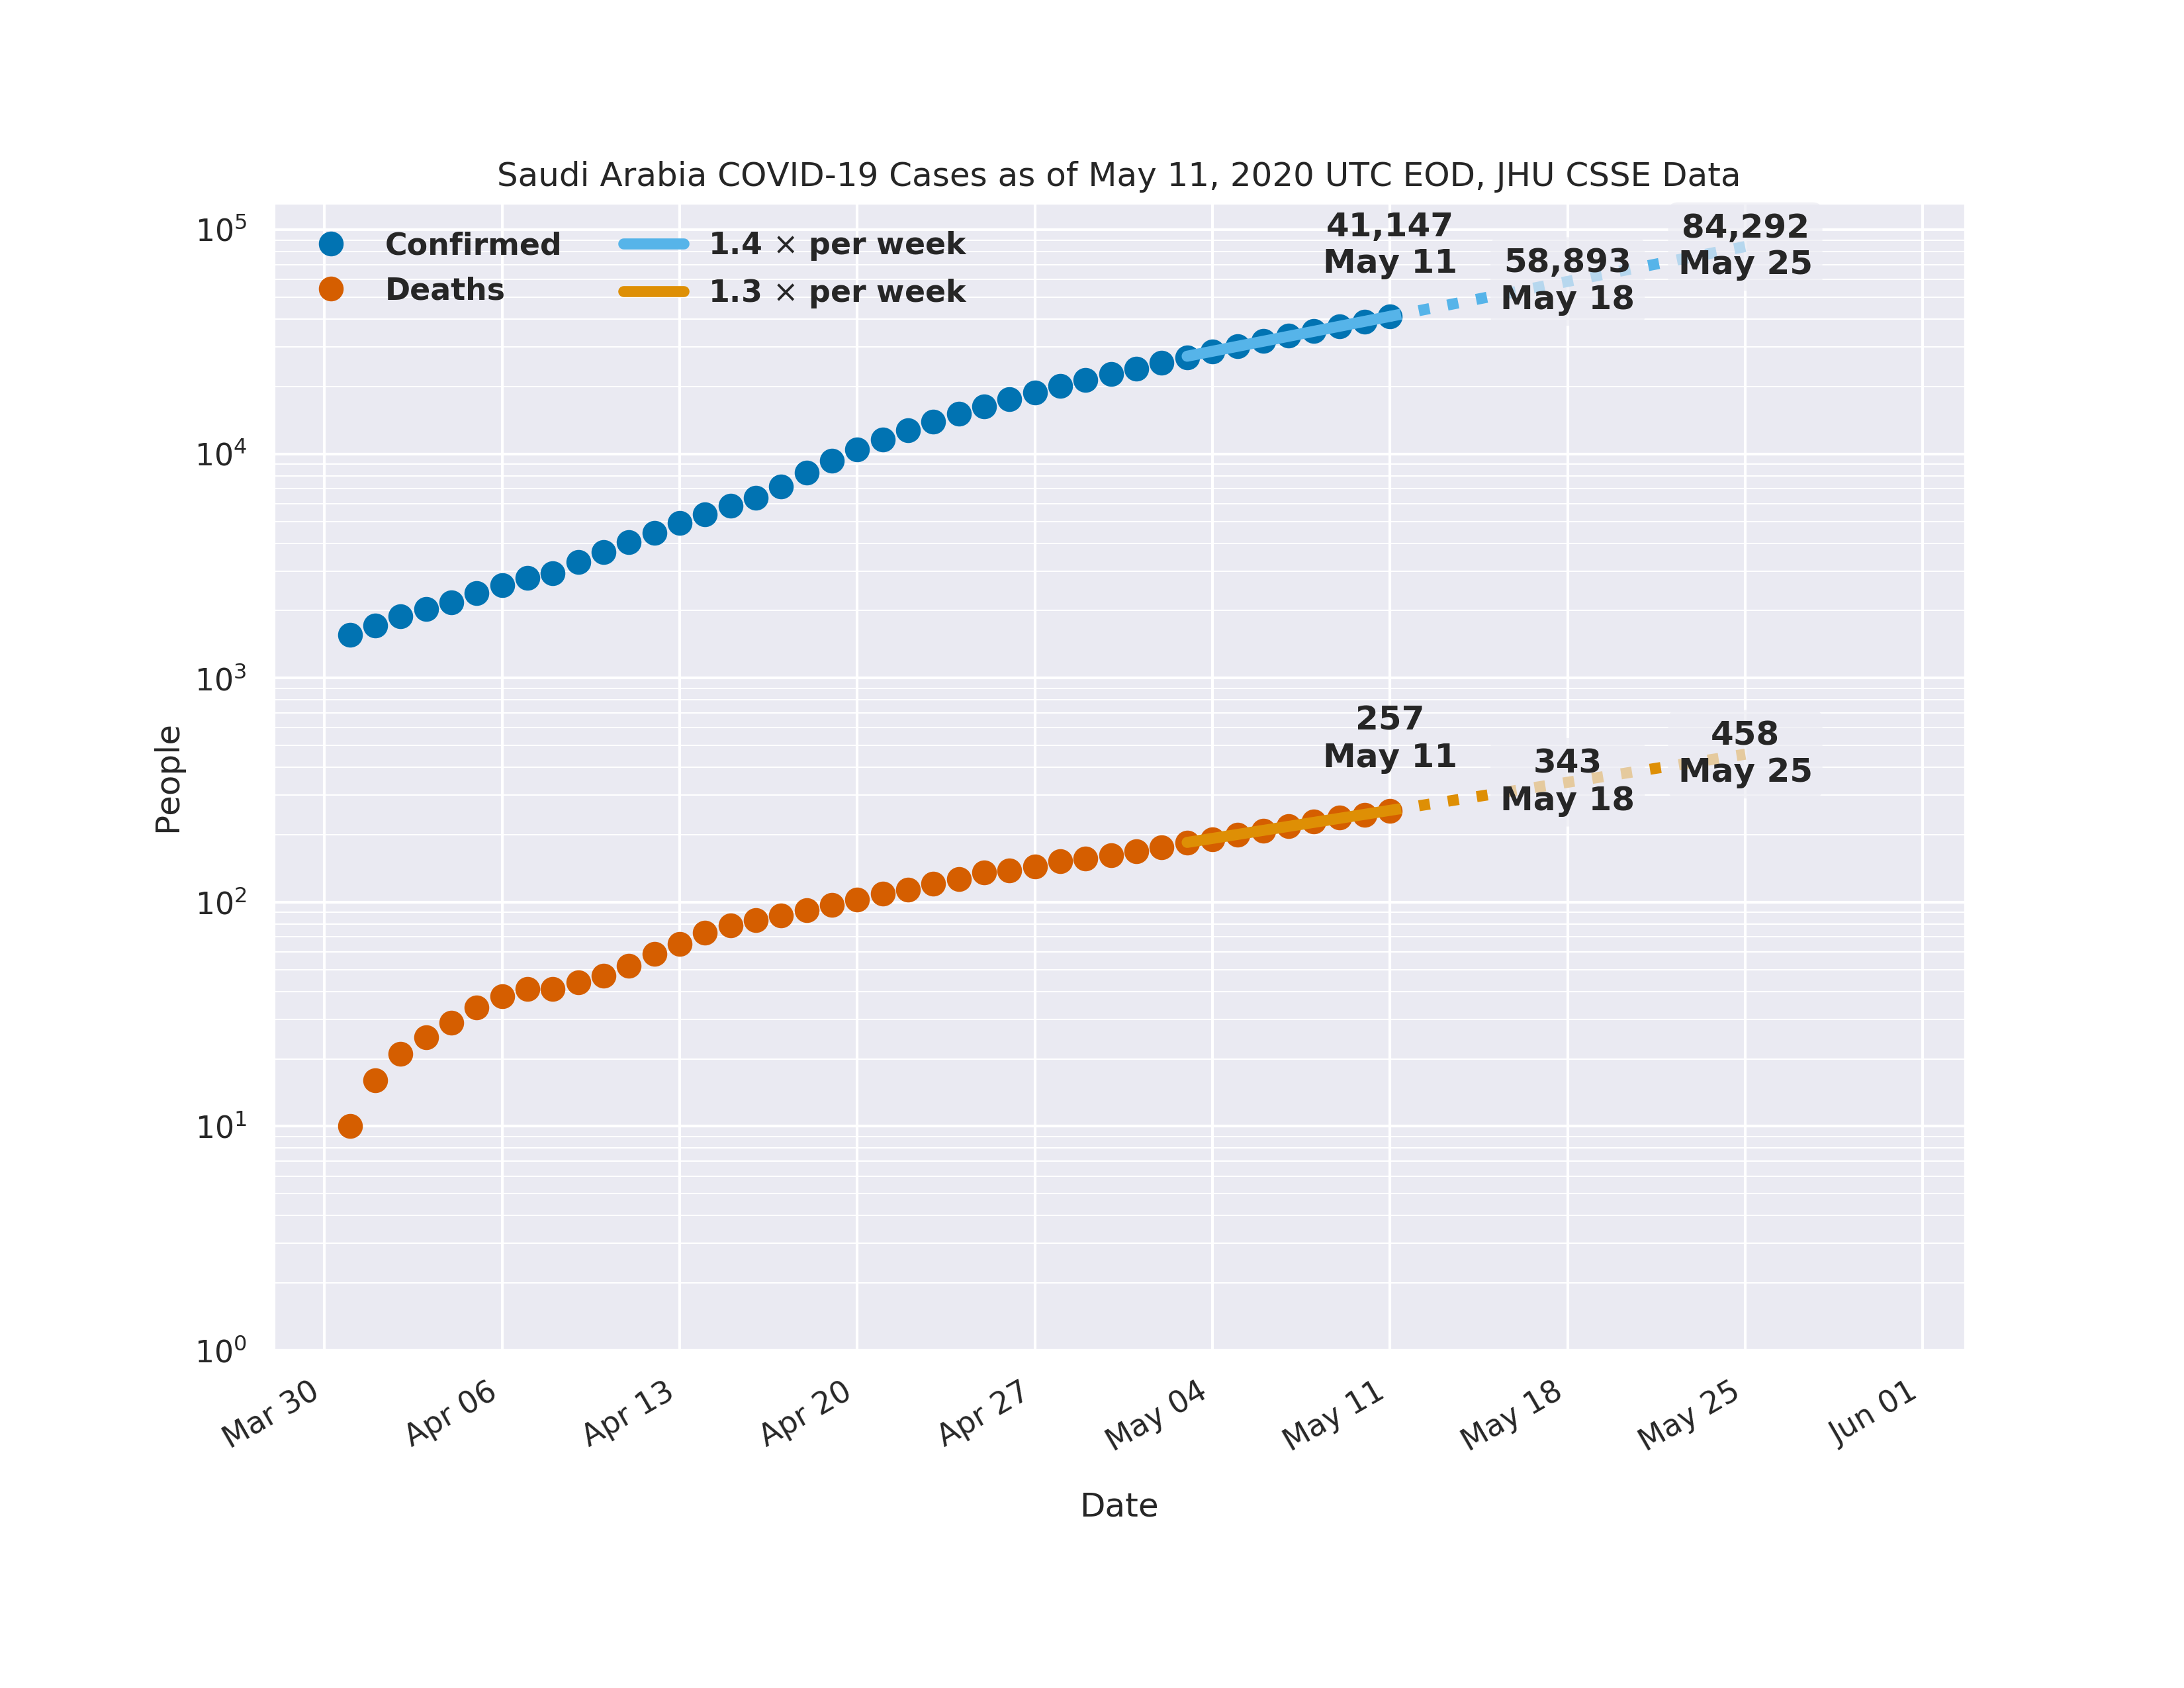 Saudi Arabia COVID-19 Cases as of May 11, 2020 UTC EOD, JHU CSSE Data
Confirmed
Deaths
1.4 × per week
1.3 × per week
41,147
May 11
58,893
May 18
84,292
May 25
257
May 11
343
May 18
458
May 25
People
10⁵
10⁴
10³
10²
10¹
10⁰
Mar 30
Apr 06
Apr 13
Apr 20
Apr 27
May 04
May 11
May 18
May 25
Jun 01
Date